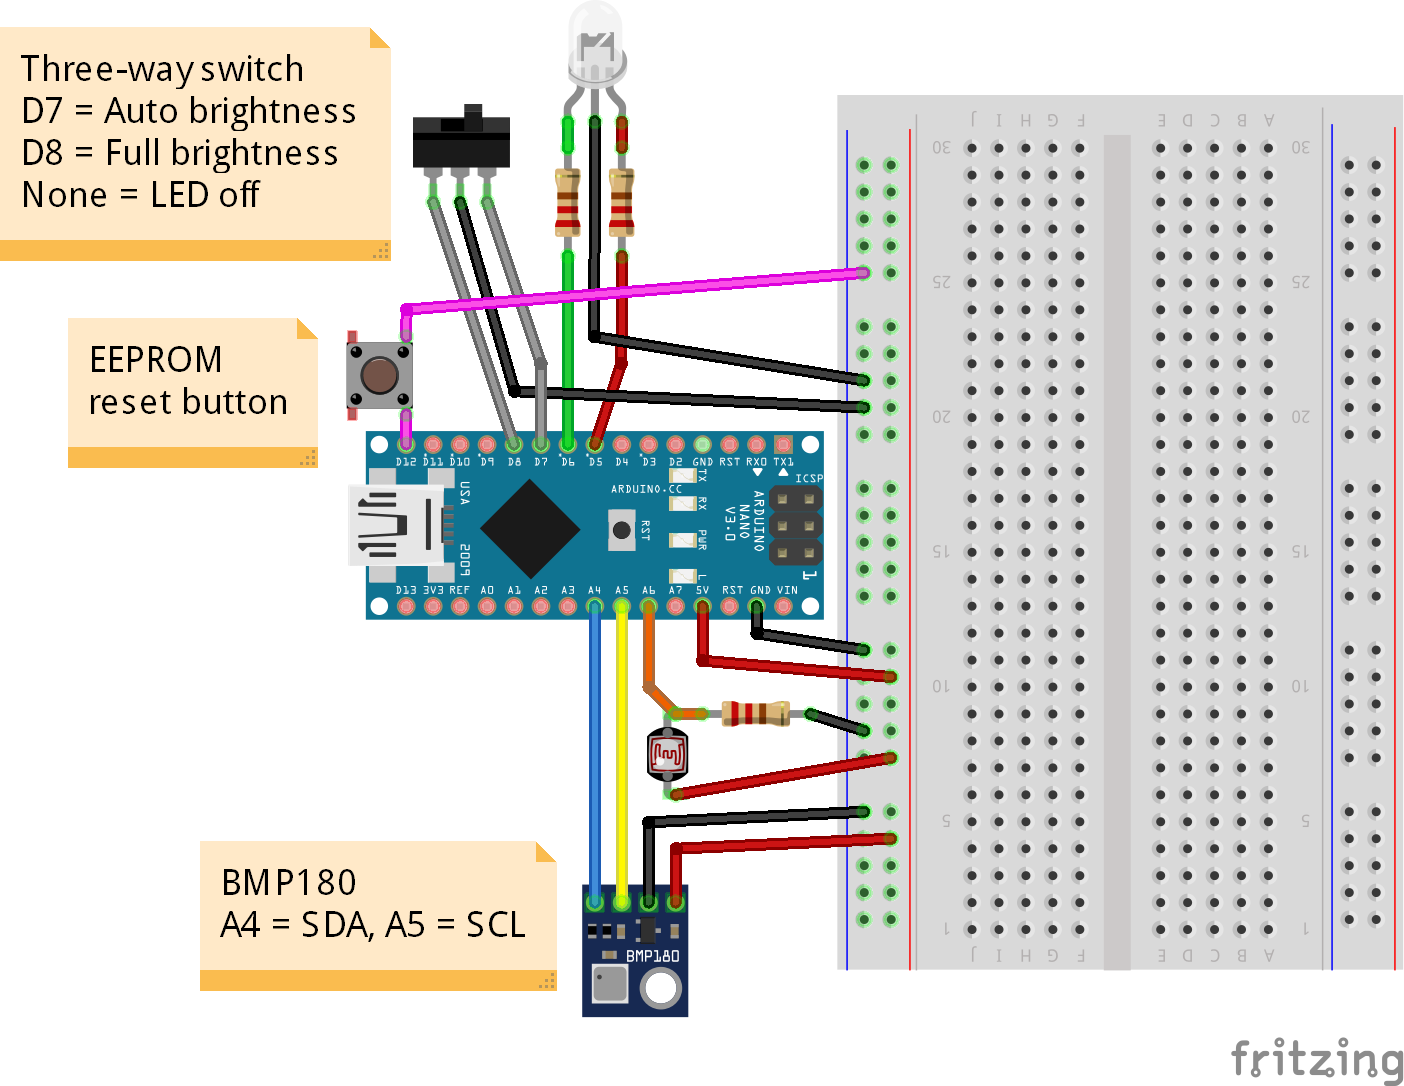 Three-way switch
D7 = Auto brightness
D8 = Full brightness
None = LED off
EEPROM
reset button
D12 D11 D10 D9 D8 D7 D6 D5 D4 D3 D2 GND RST RX0 TX1
USA
ARDUINO.CC
TX
RX
PWR
L
RST
ARDUINO
NANO
V3.0
ICSP
1
2009
D13 3V3 REF A0 A1 A2 A3 A4 A5 A6 A7 5V RST GND VIN
BMP180
A4 = SDA, A5 = SCL
BMP180
J I H G F E D C B A
30 30
25 25
20 20
15 15
10 10
5 5
1 1
J I H G F E D C B A
fritzing